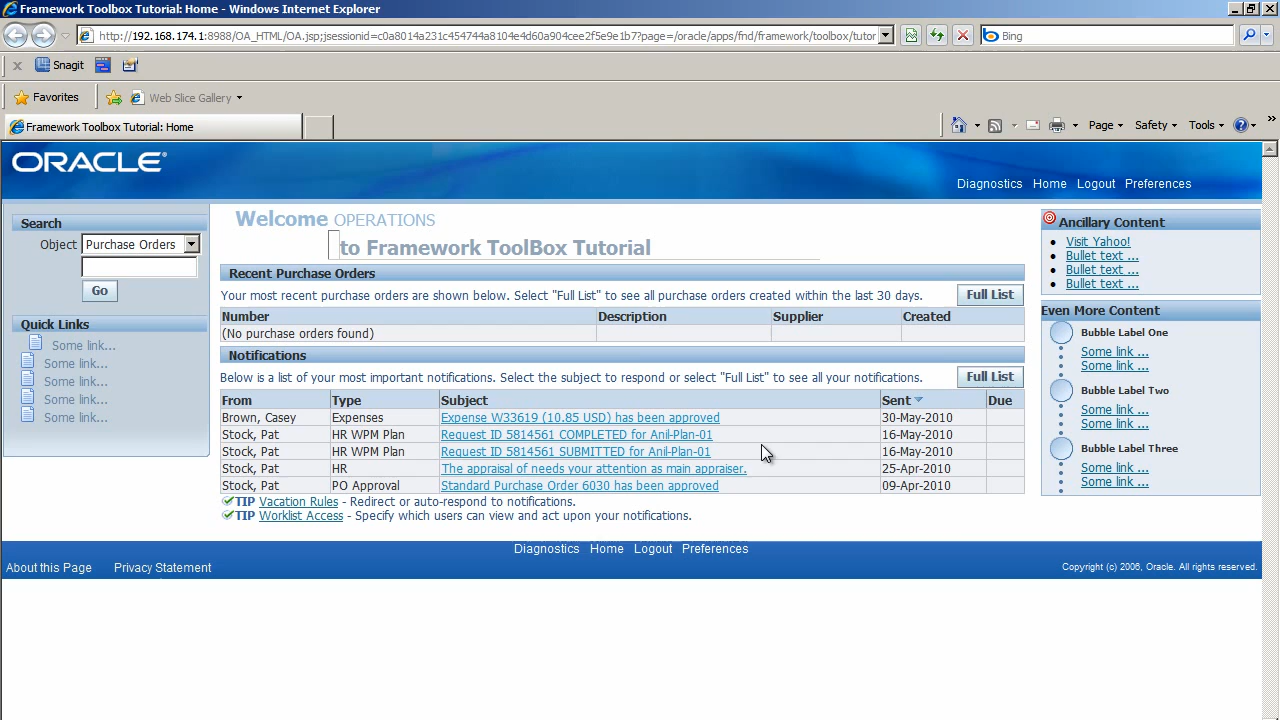 Framework Toolbox Tutorial: Home - Windows Internet Explorer
http://192.168.174.1:8988/OA_HTML/OA.jsp;jsessionid=c0a8014a231c454744a8104e4d60a904cee2f5e9e1b7?page=/oracle/apps/fnd/framework/toolbox/tutor
Bing
Snagit
Favorites
Web Slice Gallery
Framework Toolbox Tutorial: Home
Page
Safety
Tools
ORACLE
Diagnostics Home Logout Preferences
Search
Object Purchase Orders
Go
Quick Links
Some link...
Some link...
Some link...
Some link...
Some link...
Welcome OPERATIONS
to Framework ToolBox Tutorial
Recent Purchase Orders
Your most recent purchase orders are shown below. Select "Full List" to see all purchase orders created within the last 30 days. Full List
Number Description Supplier Created
(No purchase orders found)
Notifications
Below is a list of your most important notifications. Select the subject to respond or select "Full List" to see all your notifications. Full List
From Type Subject Sent Due
Brown, Casey Expenses Expense W33619 (10.85 USD) has been approved 30-May-2010
Stock, Pat HR WPM Plan Request ID 5814561 COMPLETED for Anil-Plan-01 16-May-2010
Stock, Pat HR WPM Plan Request ID 5814561 SUBMITTED for Anil-Plan-01 16-May-2010
Stock, Pat HR The appraisal of needs your attention as main appraiser. 25-Apr-2010
Stock, Pat PO Approval Standard Purchase Order 6030 has been approved 09-Apr-2010
TIP Vacation Rules - Redirect or auto-respond to notifications.
TIP Worklist Access - Specify which users can view and act upon your notifications.
Ancillary Content
Visit Yahoo!
Bullet text ...
Bullet text ...
Bullet text ...
Even More Content
Bubble Label One
Some link ...
Some link ...
Bubble Label Two
Some link ...
Some link ...
Bubble Label Three
Some link ...
Some link ...
Diagnostics Home Logout Preferences
About this Page Privacy Statement
Copyright (c) 2006, Oracle. All rights reserved.